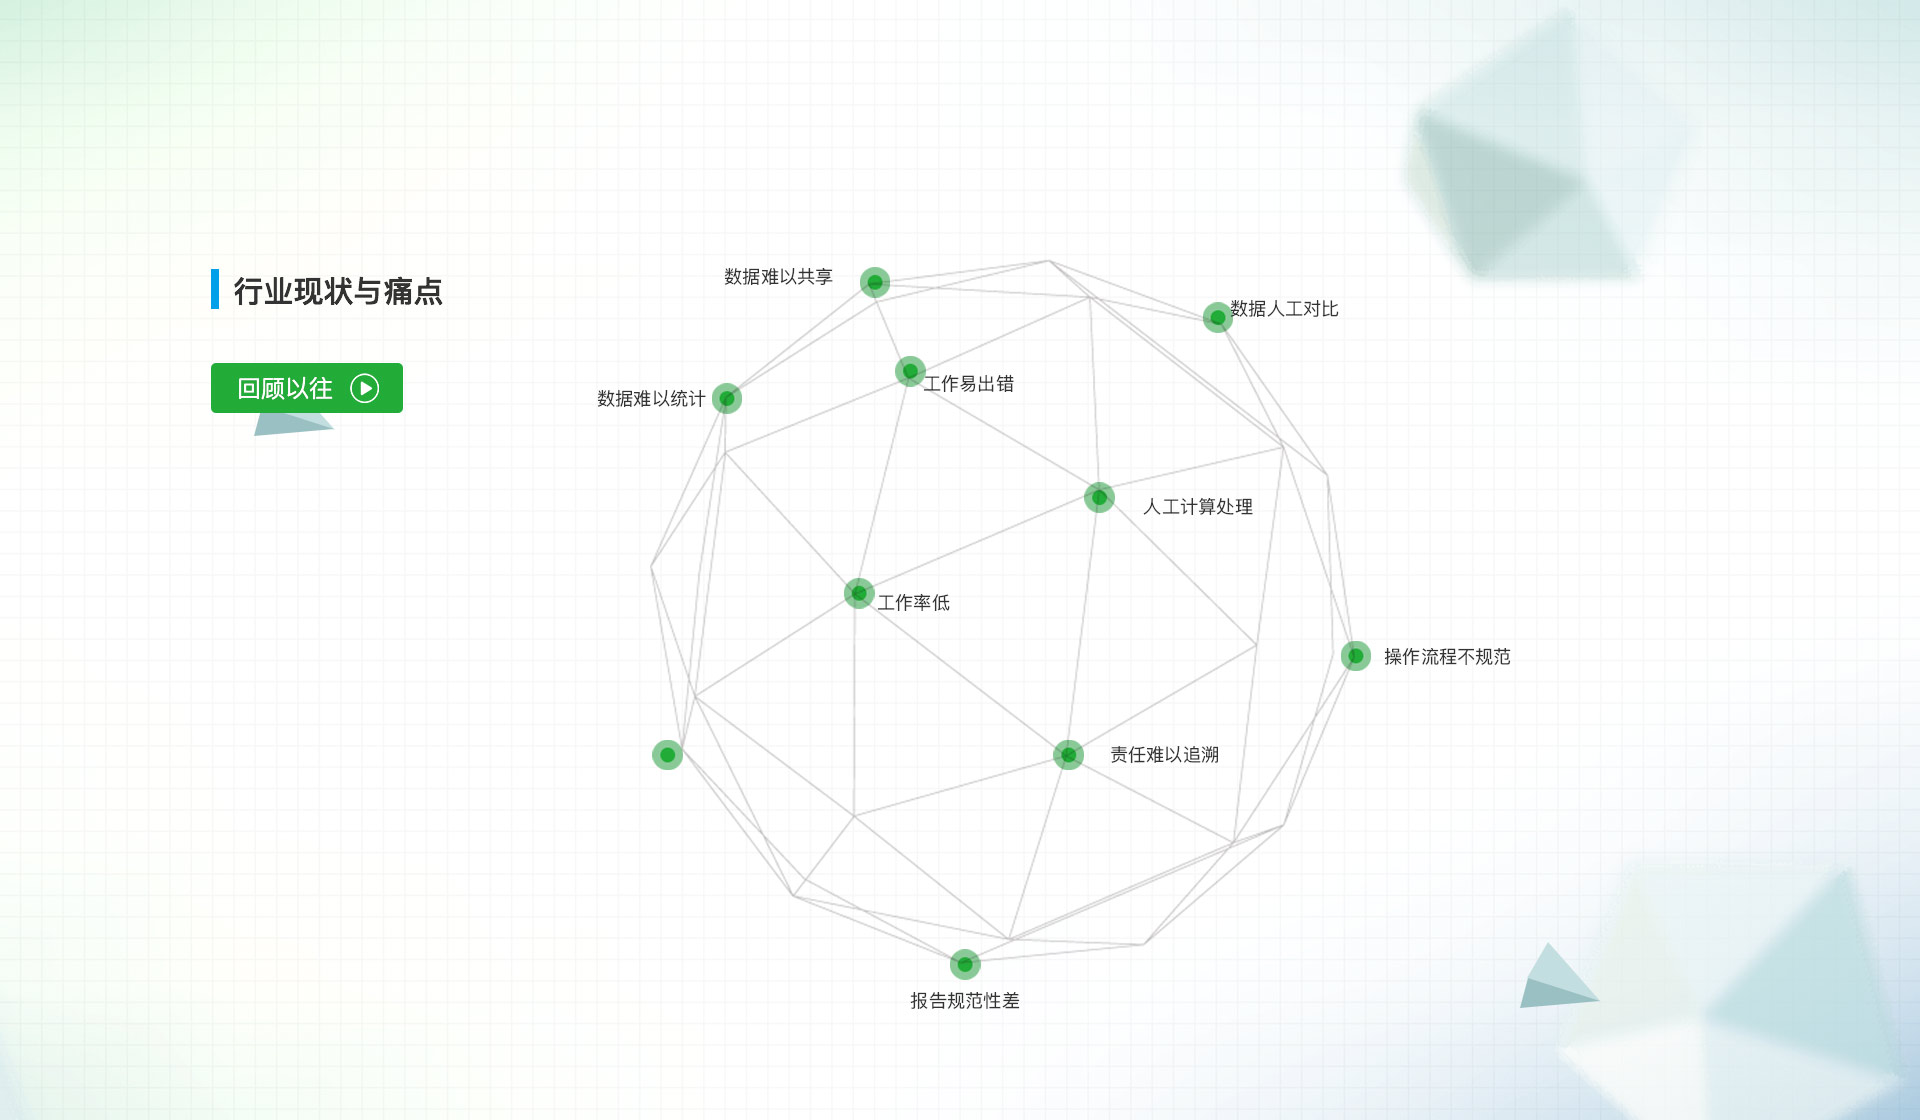 行业现状与痛点
回顾以往
数据难以共享
数据人工对比
工作易出错
数据难以统计
人工计算处理
工作率低
操作流程不规范
责任难以追溯
报告规范性差